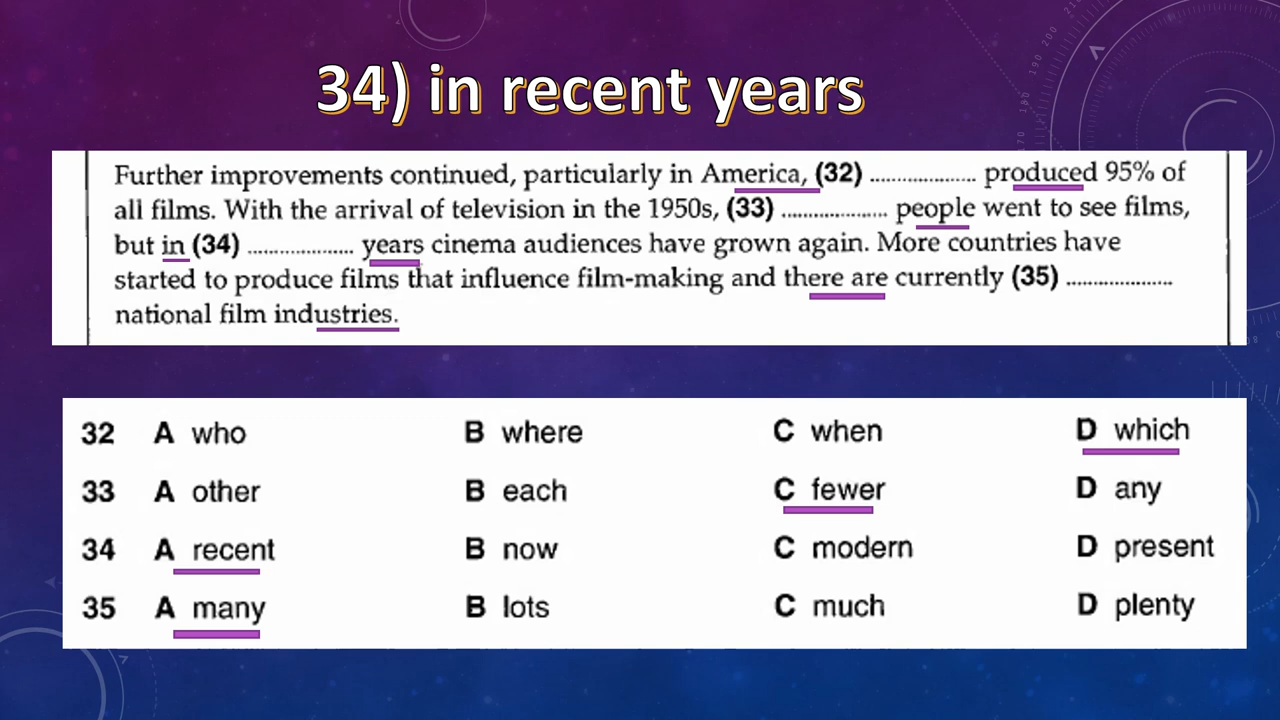 34) in recent years
Further improvements continued, particularly in America, (32) .................... produced 95% of
all films. With the arrival of television in the 1950s, (33) .................... people went to see films,
but in (34) .................... years cinema audiences have grown again. More countries have
started to produce films that influence film-making and there are currently (35) ....................
national film industries.
32 A who B where C when D which
33 A other B each C fewer D any
34 A recent B now C modern D present
35 A many B lots C much D plenty